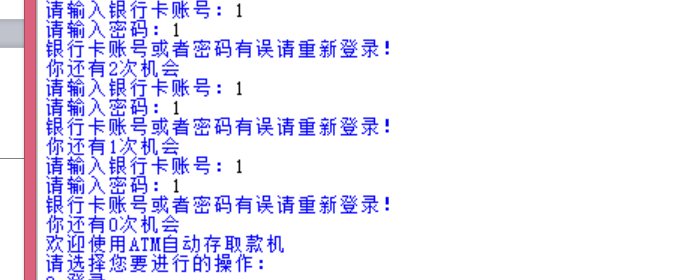 请输入银行卡账号: 1
请输入密码: 1
银行卡账号或者密码有误请重新登录!
你还有2次机会
请输入银行卡账号: 1
请输入密码: 1
银行卡账号或者密码有误请重新登录!
你还有1次机会
请输入银行卡账号: 1
请输入密码: 1
银行卡账号或者密码有误请重新登录!
你还有0次机会
欢迎使用ATM自动存取款机
请选择您要进行的操作:
登录